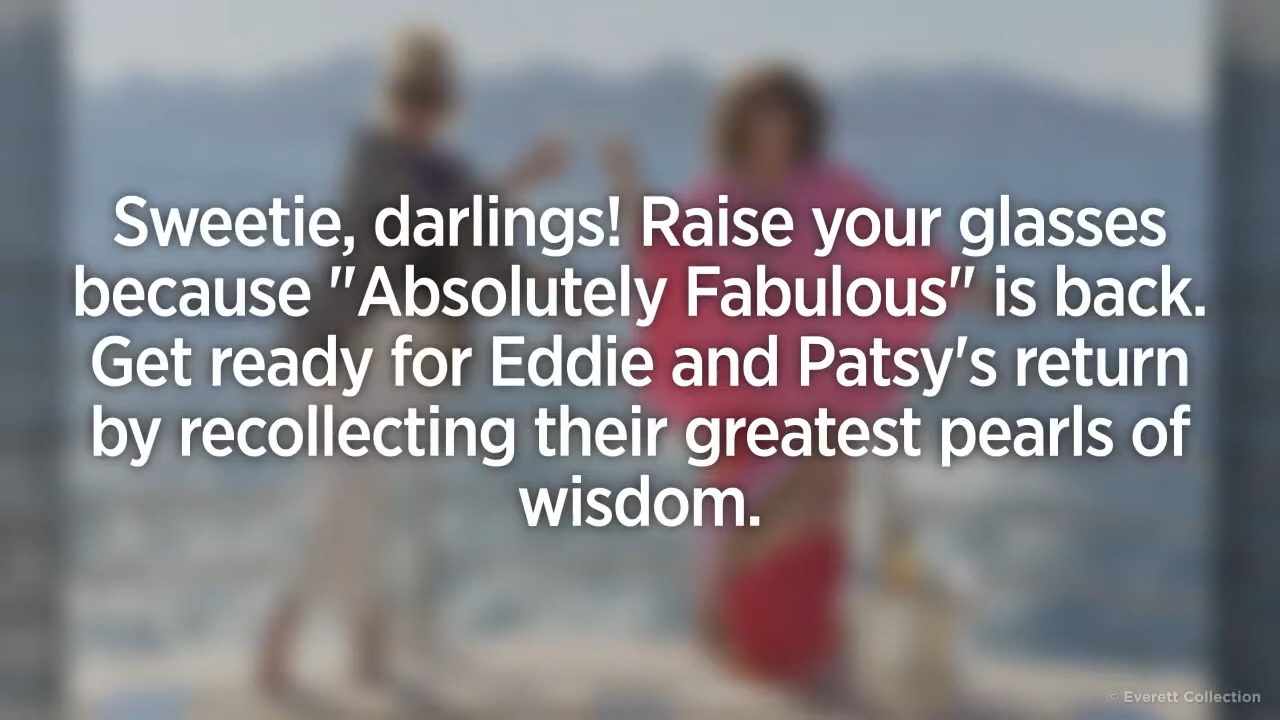 Sweetie, darlings! Raise your glasses
because "Absolutely Fabulous" is back.
Get ready for Eddie and Patsy's return
by recollecting their greatest pearls of
wisdom.
© Everett Collection